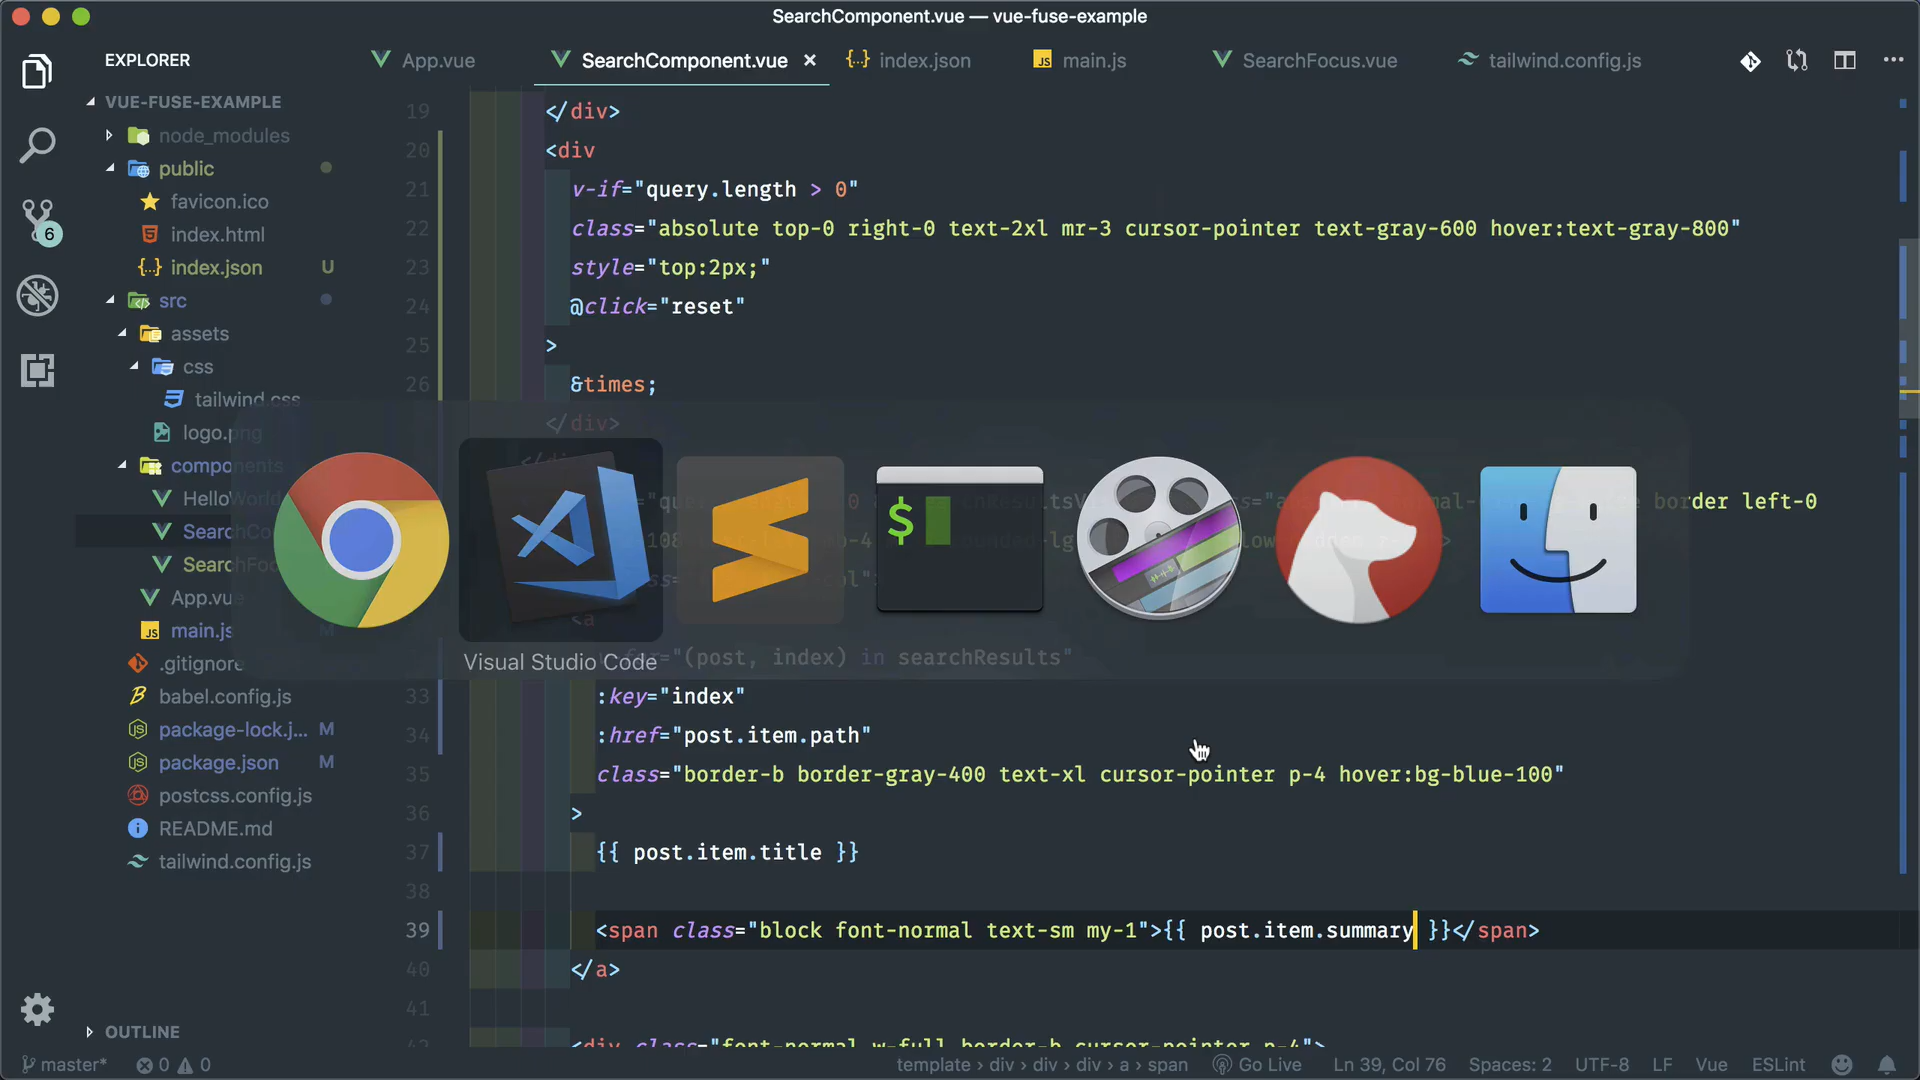 SearchComponent.vue — vue-fuse-example
EXPLORER
App.vue
SearchComponent.vue ×
{..} index.json
JS main.js
SearchFocus.vue
tailwind.config.js
VUE-FUSE-EXAMPLE
node_modules
public
favicon.ico
index.html
{..} index.json U
src
assets
css
tailwind.css
logo.png
components
HelloWorld
SearchCo
SearchFoc
App.vue
JS main.js M
.gitignore
babel.config.js
package-lock.j... M
package.json M
postcss.config.js
README.md
tailwind.config.js
OUTLINE
6
19 </div>
20 <div
21 v-if="query.length > 0"
22 class="absolute top-0 right-0 text-2xl mr-3 cursor-pointer text-gray-600 hover:text-gray-800"
23 style="top:2px;"
24 @click="reset"
25 >
26 &times;
</div>
</div>
border left-0
$
<a
Visual Studio Code
="(post, index) in searchResults"
33 :key="index"
34 :href="post.item.path"
35 class="border-b border-gray-400 text-xl cursor-pointer p-4 hover:bg-blue-100"
36 >
37 {{ post.item.title }}
38
39 <span class="block font-normal text-sm my-1">{{ post.item.summary }}</span>
40 </a>
41
42 <div class="font-normal w-full border-b cursor-pointer p-4">
master* 0 0
template › div › div › div › a › span Go Live Ln 39, Col 76 Spaces: 2 UTF-8 LF Vue ESLint